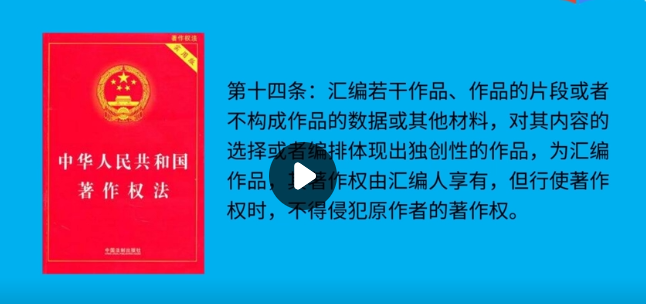 著作权法
实用版
中华人民共和国
著作权法
中国法制出版社
第十四条：汇编若干作品、作品的片段或者
不构成作品的数据或其他材料，对其内容的
选择或者编排体现出独创性的作品，为汇编
作品，其著作权由汇编人享有，但行使著作
权时，不得侵犯原作者的著作权。